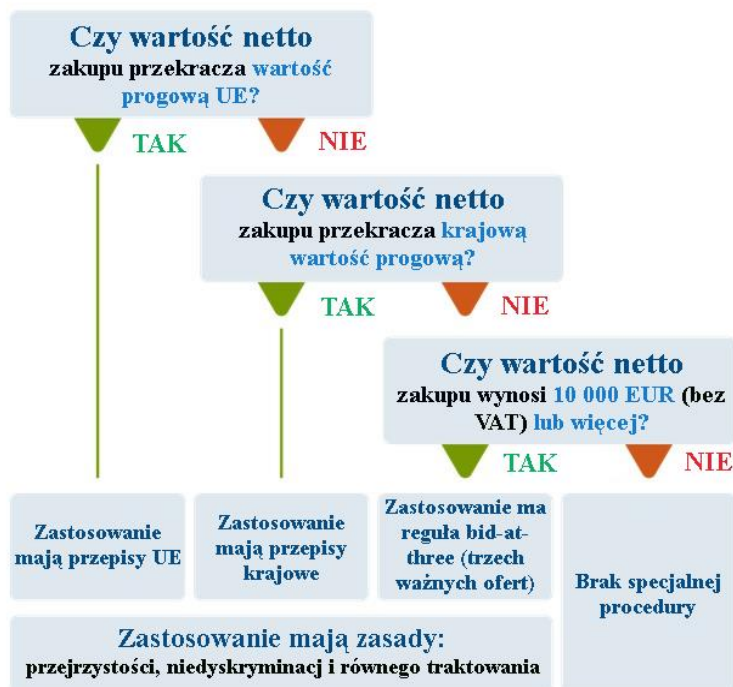 Czy wartość netto
zakupu przekracza wartość
progową UE?
TAK
NIE
Czy wartość netto
zakupu przekracza krajową
wartość progową?
TAK
NIE
Czy wartość netto
zakupu wynosi 10 000 EUR (bez
VAT) lub więcej?
TAK
NIE
Zastosowanie
mają przepisy UE
Zastosowanie
mają przepisy
krajowe
Zastosowanie ma
reguła bid-at-
three (trzech
ważnych ofert)
Brak specjalnej
procedury
Zastosowanie mają zasady:
przejrzystości, niedyskryminacj i równego traktowania